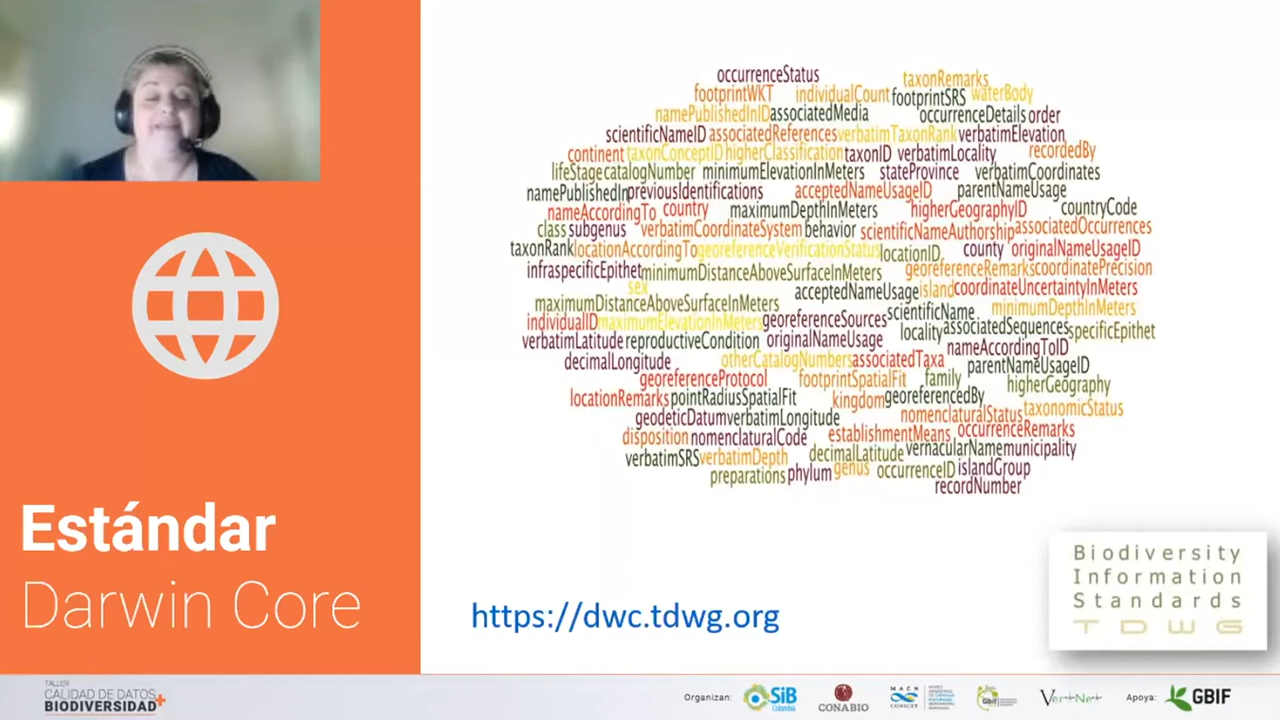 occurrenceStatus taxonRemarks
footprintWKT individualCount footprintSRS waterBody
namePublishedInID associatedMedia occurrenceDetails order
scientificNameID associatedReferences verbatimTaxonRank verbatimElevation
continent taxonConceptID higherClassification taxonID verbatimLocality recordedBy
lifeStage catalogNumber minimumElevationInMeters stateProvince verbatimCoordinates
namePublishedIn previousIdentifications acceptedNameUsageID parentNameUsage
nameAccordingTo country maximumDepthInMeters higherGeographyID countryCode
class subgenus verbatimCoordinateSystem behavior scientificNameAuthorship associatedOccurrences
taxonRank locationAccordingTo georeferenceVerificationStatus locationID county originalNameUsageID
infraspecificEpithet minimumDistanceAboveSurfaceInMeters georeferenceRemarks coordinatePrecision
sex acceptedNameUsage island coordinateUncertaintyInMeters
maximumDistanceAboveSurfaceInMeters scientificName minimumDepthInMeters
individualID maximumElevationInMeters georeferenceSources locality associatedSequences specificEpithet
verbatimLatitude reproductiveCondition originalNameUsage nameAccordingToID
decimalLongitude otherCatalogNumbers associatedTaxa parentNameUsageID
georeferenceProtocol footprintSpatialFit family higherGeography
locationRemarks pointRadiusSpatialFit kingdom georeferencedBy
geodeticDatum verbatimLongitude nomenclaturalStatus taxonomicStatus
disposition nomenclaturalCode establishmentMeans occurrenceRemarks
verbatimSRS verbatimDepth decimalLatitude vernacularName municipality
preparations phylum genus occurrenceID islandGroup
recordNumber
Estándar
Darwin Core
https://dwc.tdwg.org
Biodiversity
Information
Standards
TDWG
TALLER
CALIDAD DE DATOS
BIODIVERSIDAD+
Organizan: SiB Colombia CONABIO MACN CONICET Gbif VertNet Apoya: GBIF